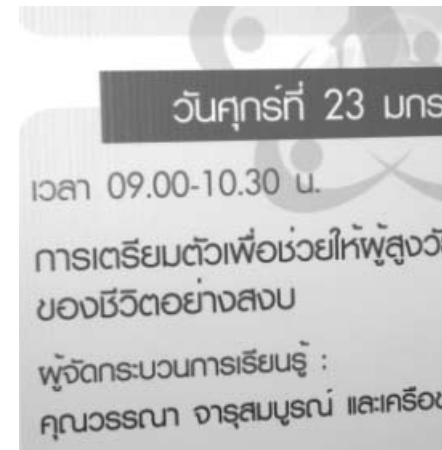 วันศุกร์ที่ 23
เวลา 09.00-10.30 น.
การเตรียมตัวเพื่อช่วยให้ผู้สูง
ของชีวิตอย่างสงบ
ผู้จัดกระบวนการเรียนรู้ :
คุณวรรณา จารุสมบูรณ์ และ